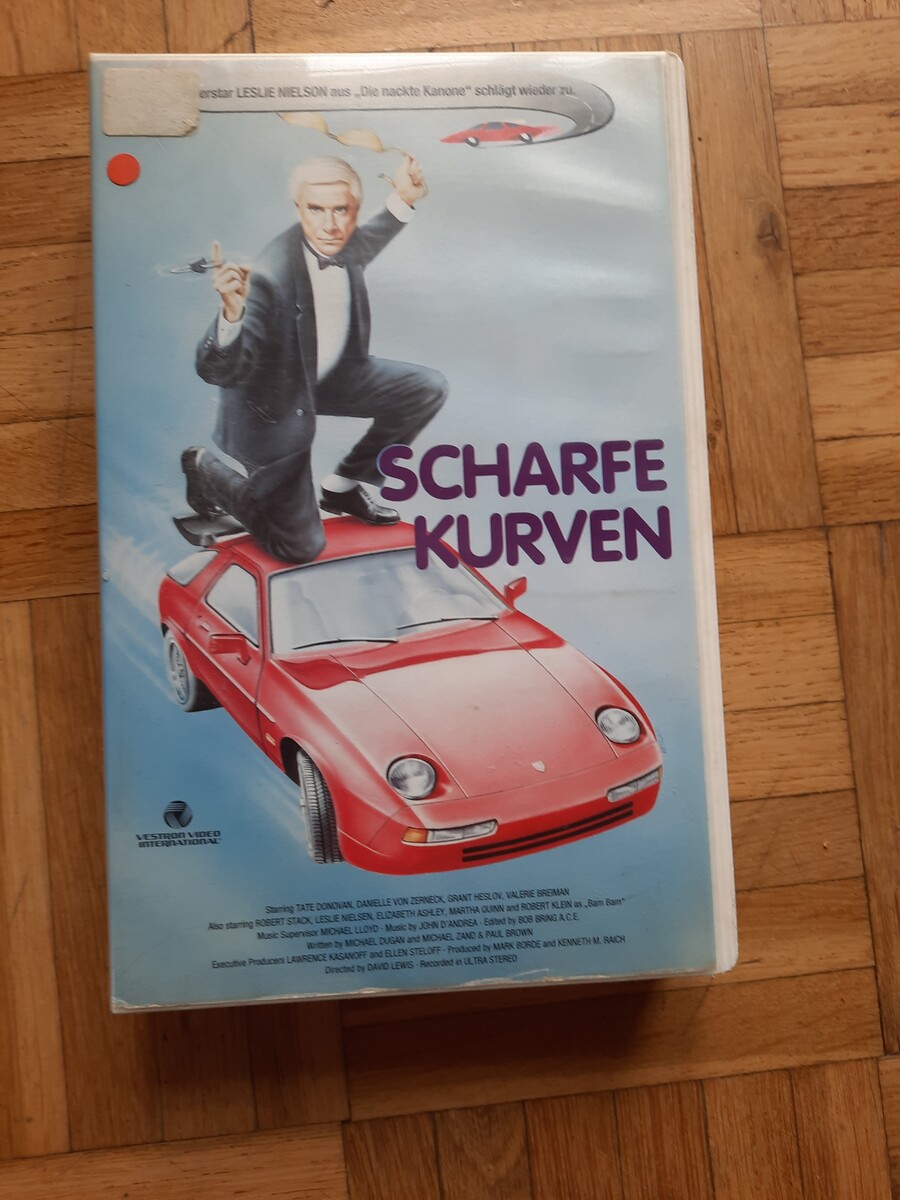 erstar LESLIE NIELSON aus „Die nackte Kanone“ schlägt wieder zu.
SCHARFE
KURVEN
VESTRON VIDEO
INTERNATIONAL
Starring TATE DONOVAN, DANIELLE VON ZERNECK, GRANT HESLOV, VALERIE BREIMAN
Also starring ROBERT STACK, LESLIE NIELSEN, ELIZABETH ASHLEY, MARTHA QUINN and ROBERT KLEIN as „Bam Bam“
Music Supervisor MICHAEL LLOYD · Music by JOHN D'ANDREA · Edited by BOB BRING A.C.E.
Written by MICHAEL DUGAN and MICHAEL ZAND & PAUL BROWN
Executive Producers LAWRENCE KASANOFF and ELLEN STELOFF · Produced by MARK BORDE and KENNETH M. RAICH
Directed by DAVID LEWIS · Recorded in ULTRA STEREO